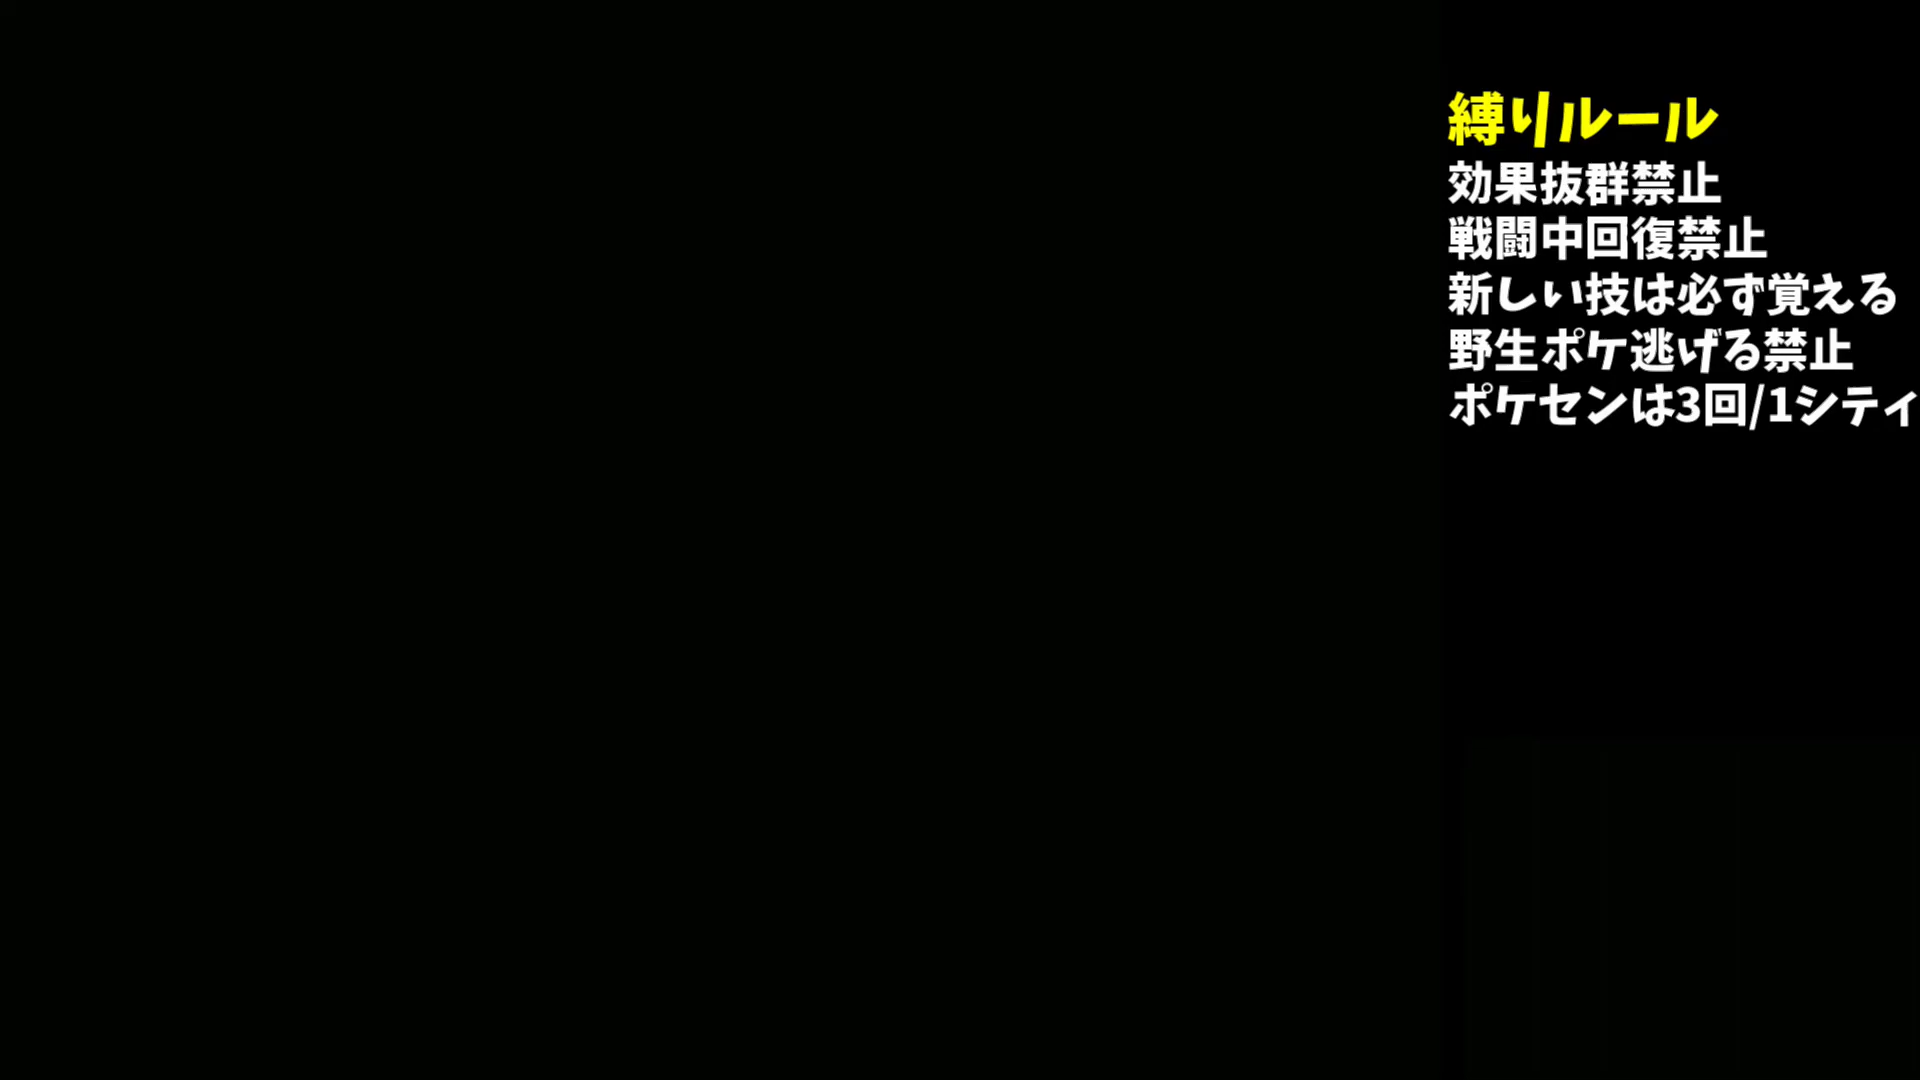 縛りルール
効果抜群禁止
戦闘中回復禁止
新しい技は必ず覚える
野生ポケ逃げる禁止
ポケセンは3回/1シティ